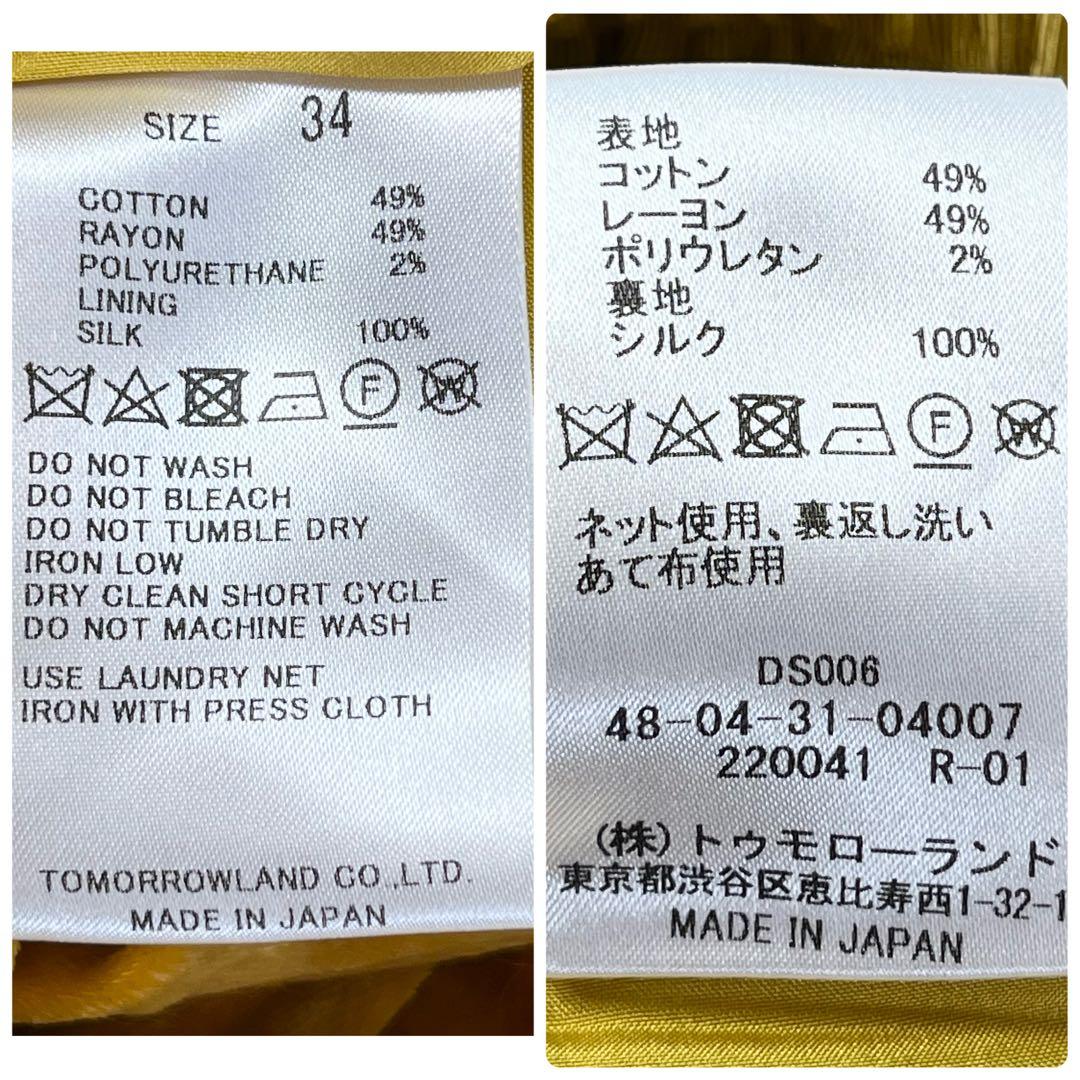 SIZE 34
COTTON 49%
RAYON 49%
POLYURETHANE 2%
LINING
SILK 100%
F W
DO NOT WASH
DO NOT BLEACH
DO NOT TUMBLE DRY
IRON LOW
DRY CLEAN SHORT CYCLE
DO NOT MACHINE WASH
USE LAUNDRY NET
IRON WITH PRESS CLOTH
TOMORROWLAND CO.,LTD.
MADE IN JAPAN
表地
コットン 49%
レーヨン 49%
ポリウレタン 2%
裏地
シルク 100%
F W
ネット使用、裏返し洗い
あて布使用
DS006
48-04-31-04007
220041 R-01
(株)トゥモローランド
東京都渋谷区恵比寿西1-32-1
MADE IN JAPAN